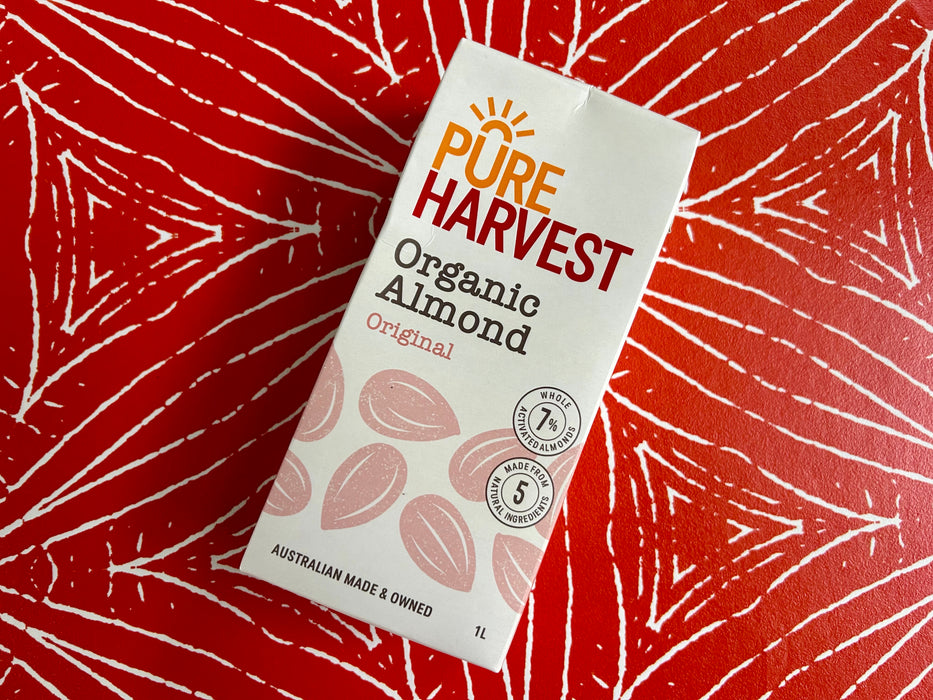 PURE
HARVEST
Organic
Almond
Original
WHOLE
7%
ACTIVATED ALMONDS
MADE FROM
5
NATURAL INGREDIENTS
AUSTRALIAN MADE & OWNED
1L